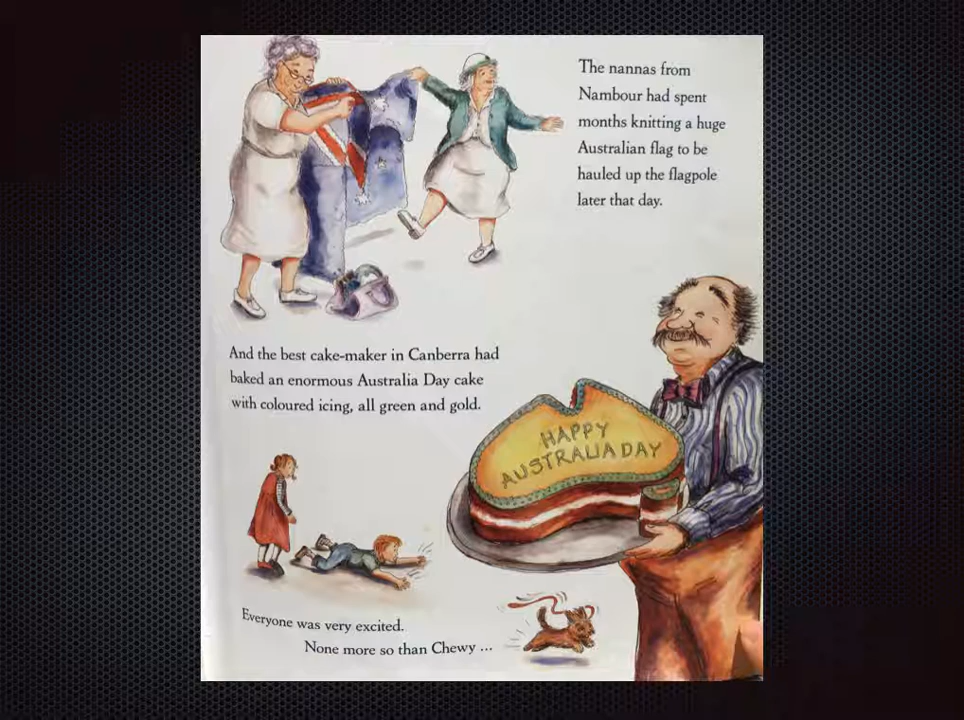 The nannas from
Nambour had spent
months knitting a huge
Australian flag to be
hauled up the flagpole
later that day.
And the best cake-maker in Canberra had
baked an enormous Australia Day cake
with coloured icing, all green and gold.
HAPPY
AUSTRALIA DAY
Everyone was very excited.
None more so than Chewy ...